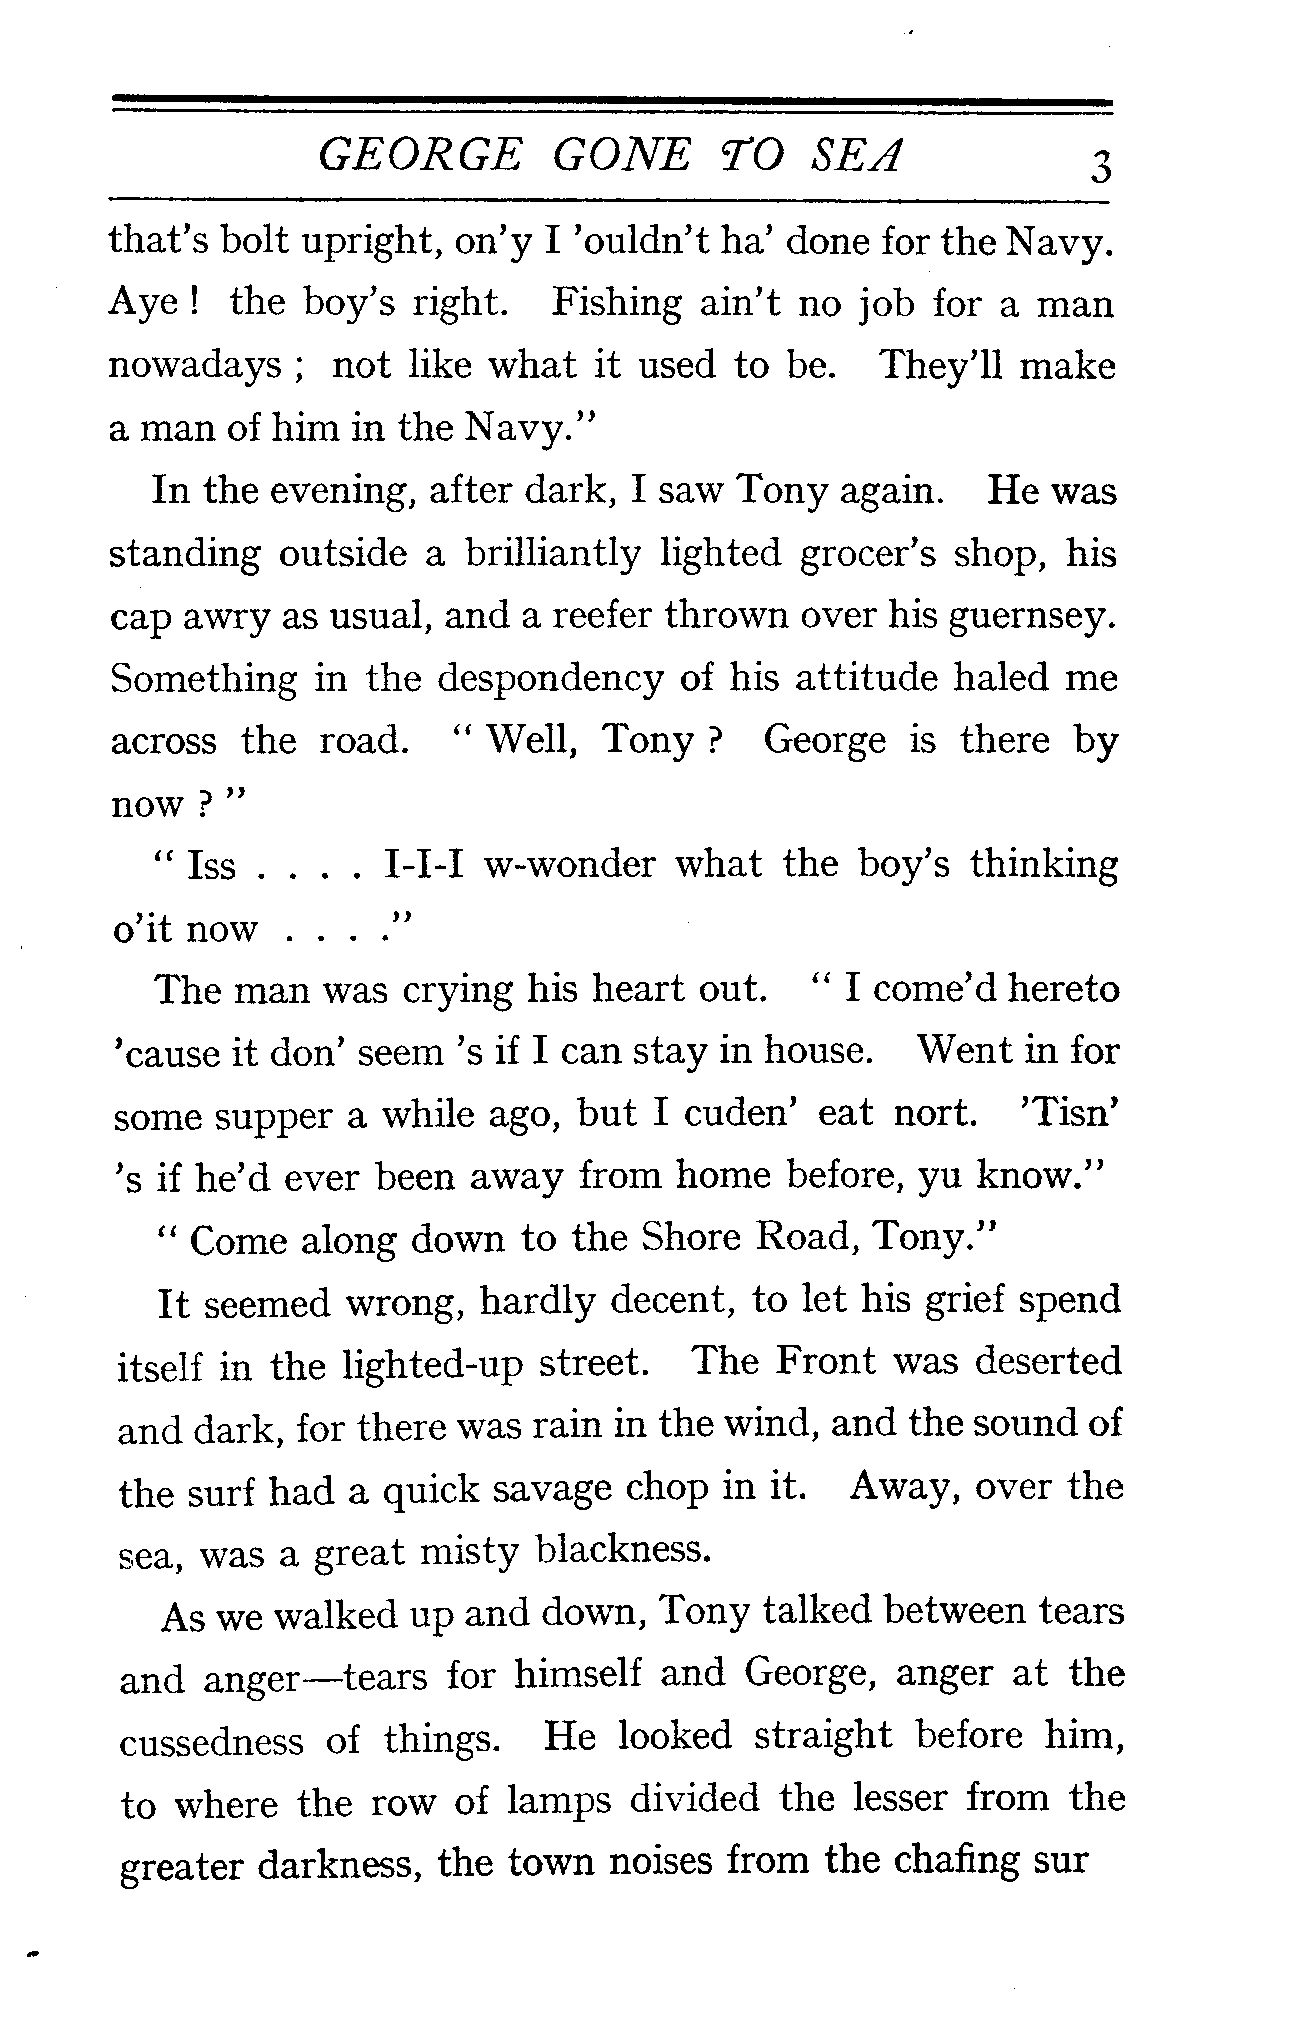 GEORGE GONE TO SEA 3
that's bolt upright, on'y I 'ouldn't ha' done for the Navy.
Aye ! the boy's right. Fishing ain't no job for a man
nowadays ; not like what it used to be. They'll make
a man of him in the Navy."
In the evening, after dark, I saw Tony again. He was
standing outside a brilliantly lighted grocer's shop, his
cap awry as usual, and a reefer thrown over his guernsey.
Something in the despondency of his attitude haled me
across the road. " Well, Tony ? George is there by
now ? "
" Iss . . . . I-I-I w-wonder what the boy's thinking
o'it now . . . ."
The man was crying his heart out. " I come'd hereto
'cause it don' seem 's if I can stay in house. Went in for
some supper a while ago, but I cuden' eat nort. 'Tisn'
's if he'd ever been away from home before, yu know."
" Come along down to the Shore Road, Tony."
It seemed wrong, hardly decent, to let his grief spend
itself in the lighted-up street. The Front was deserted
and dark, for there was rain in the wind, and the sound of
the surf had a quick savage chop in it. Away, over the
sea, was a great misty blackness.
As we walked up and down, Tony talked between tears
and anger—tears for himself and George, anger at the
cussedness of things. He looked straight before him,
to where the row of lamps divided the lesser from the
greater darkness, the town noises from the chafing sur